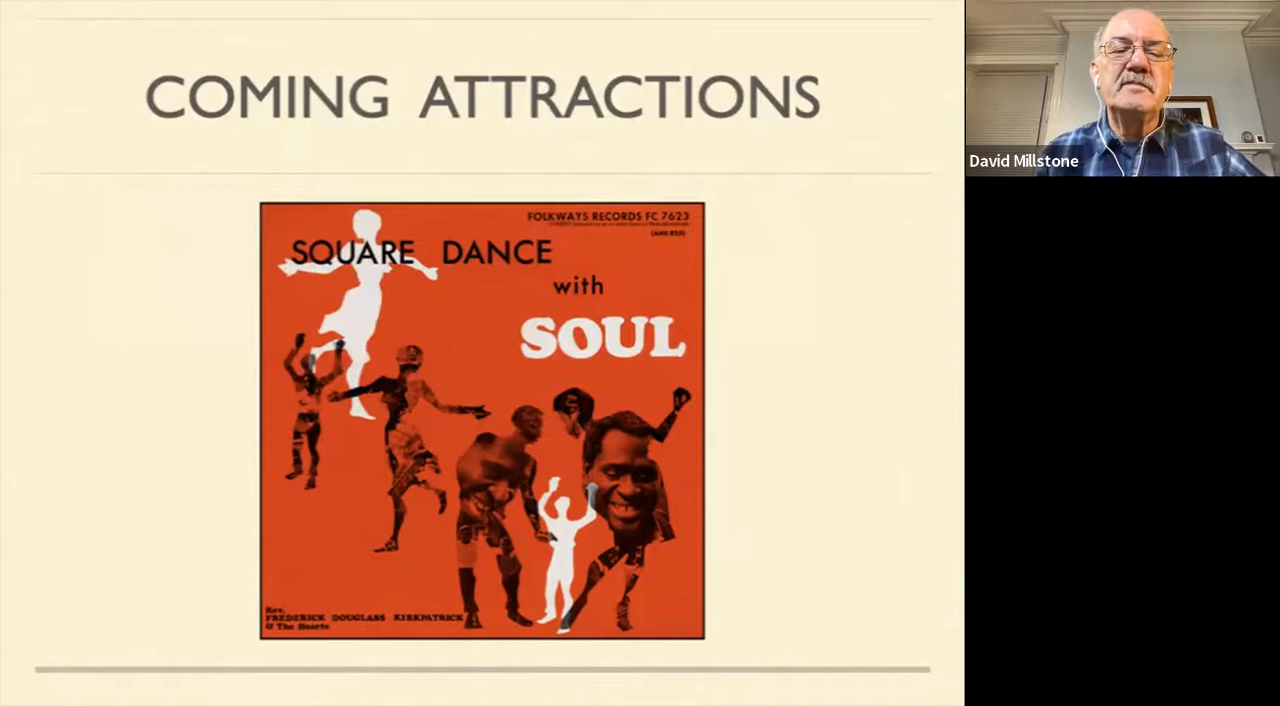 COMING ATTRACTIONS
FOLKWAYS RECORDS FC 7623
SQUARE DANCE
with
SOUL
Rev.
FREDERICK DOUGLASS KIRKPATRICK
& The Hearts
David Millstone